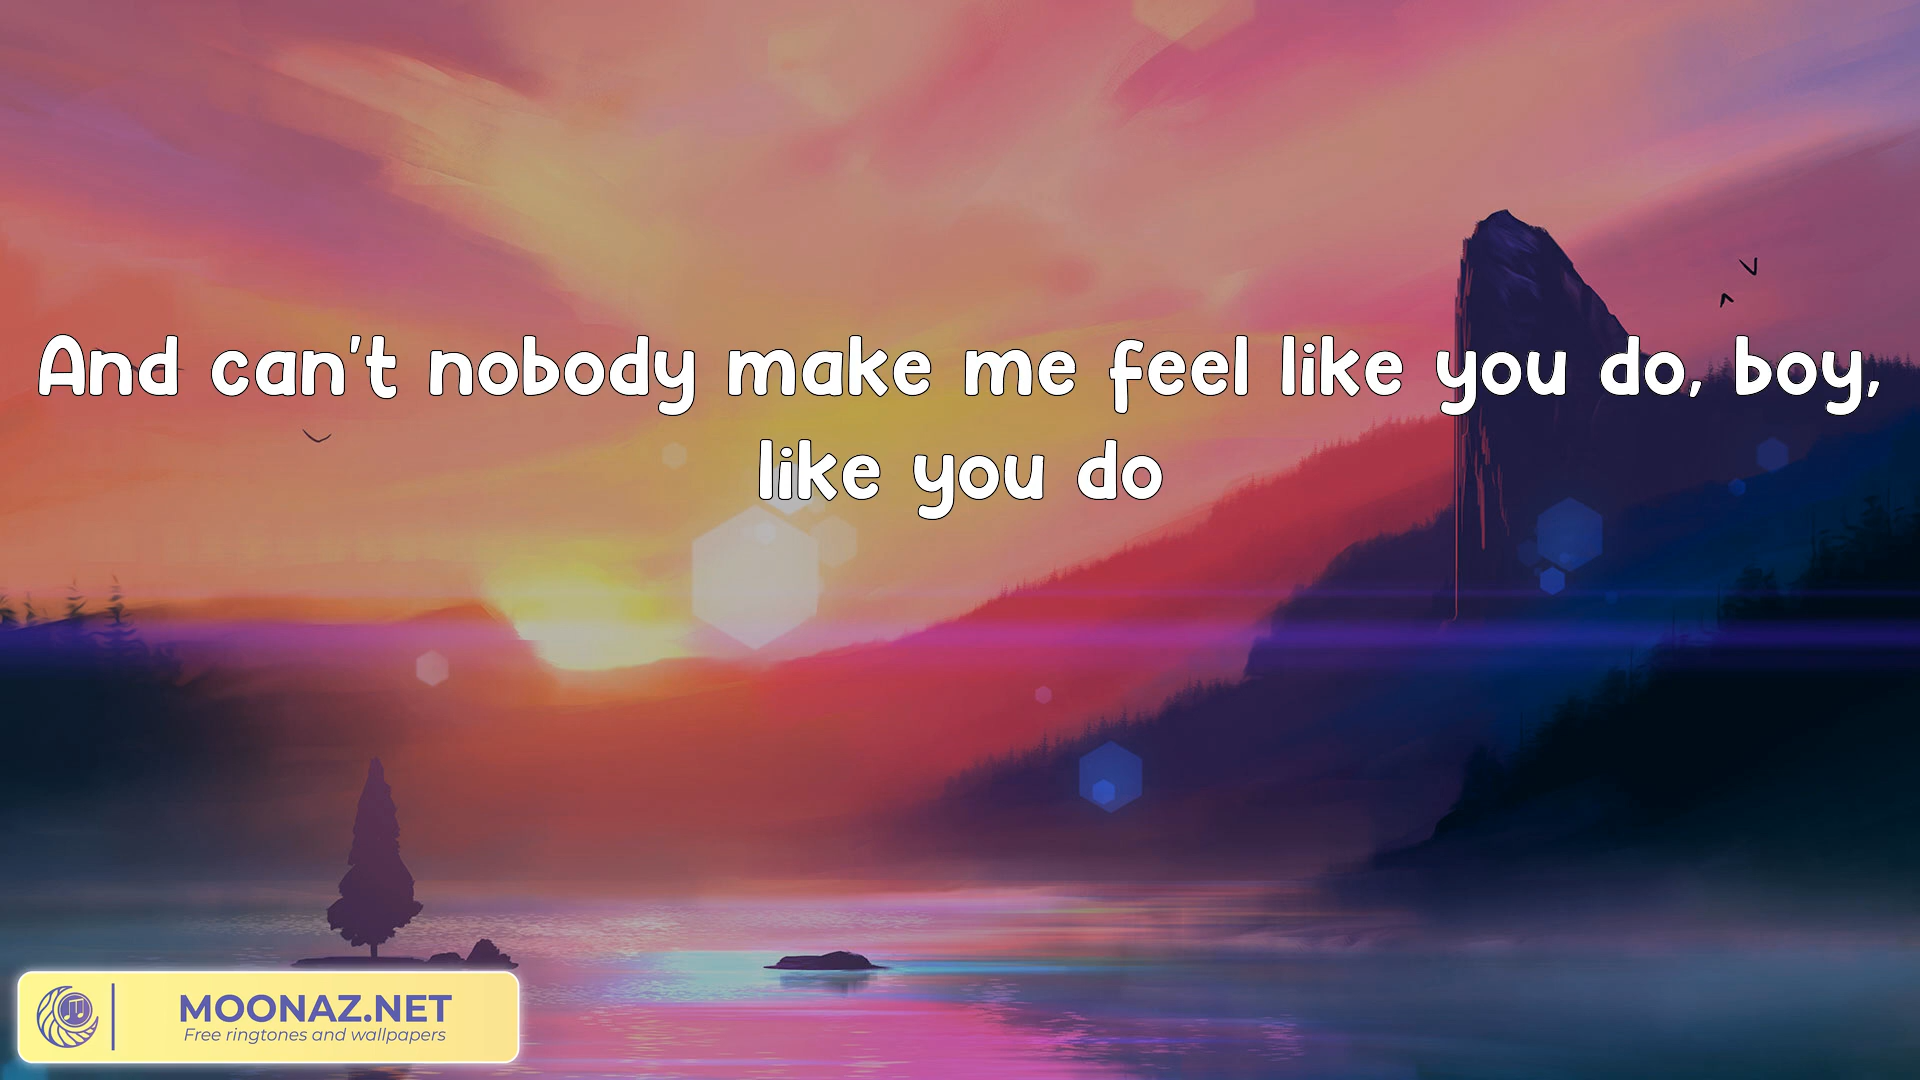 And can't nobody make me feel like you do, boy,
like you do
MOONAZ.NET
Free ringtones and wallpapers